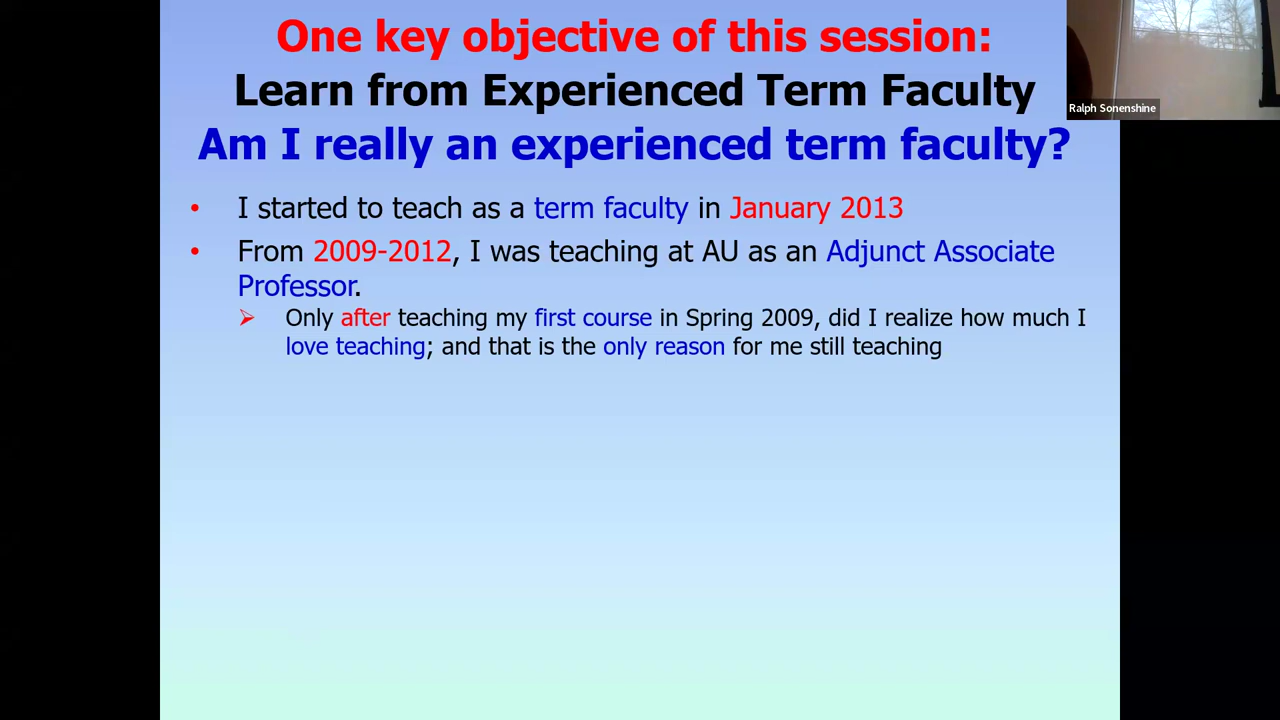 One key objective of this session:
Learn from Experienced Term Faculty
Am I really an experienced term faculty?
Ralph Sonenshine
• I started to teach as a term faculty in January 2013
• From 2009-2012, I was teaching at AU as an Adjunct Associate
Professor.
➢ Only after teaching my first course in Spring 2009, did I realize how much I
love teaching; and that is the only reason for me still teaching